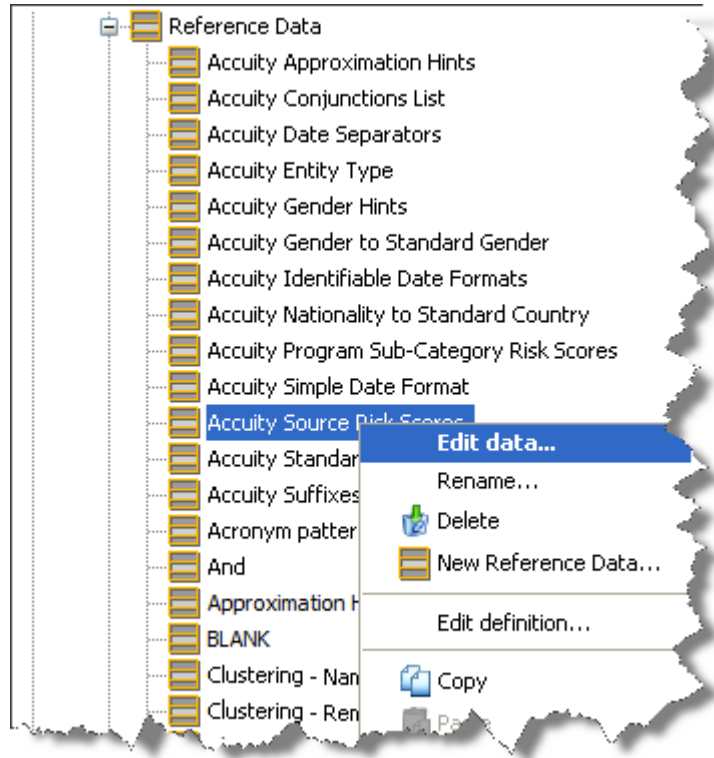 Reference Data
Accuity Approximation Hints
Accuity Conjunctions List
Accuity Date Separators
Accuity Entity Type
Accuity Gender Hints
Accuity Gender to Standard Gender
Accuity Identifiable Date Formats
Accuity Nationality to Standard Country
Accuity Program Sub-Category Risk Scores
Accuity Simple Date Format
Accuity Source Risk Scores
Accuity Standar
Accuity Suffixes
Acronym patter
And
Approximation H
BLANK
Clustering - Nam
Clustering - Ren
Edit data...
Rename...
Delete
New Reference Data...
Edit definition...
Copy
Paste